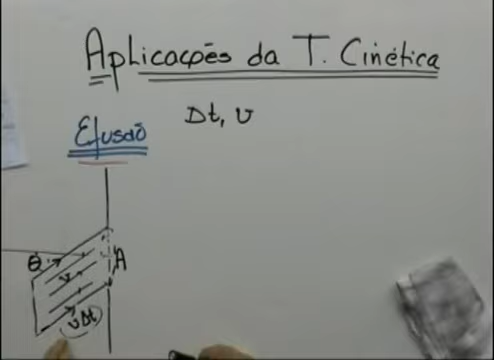 Aplicações da T. Cinética
Δt, v
Efusão
θ
v
A
vΔt